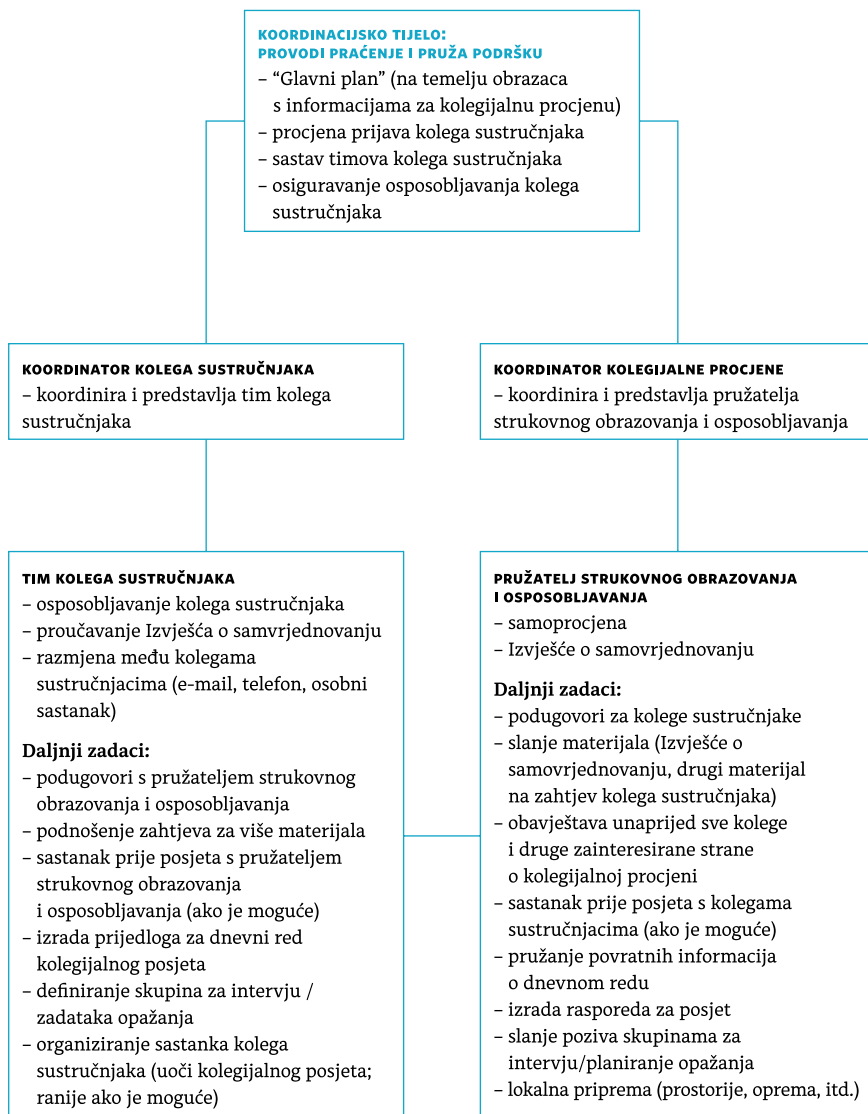 KOORDINACIJSKO TIJELO:
PROVODI PRAĆENJE I PRUŽA PODRŠKU
– “Glavni plan” (na temelju obrazaca
s informacijama za kolegijalnu procjenu)
– procjena prijava kolega sustručnjaka
– sastav timova kolega sustručnjaka
– osiguravanje osposobljavanja kolega
sustručnjaka
KOORDINATOR KOLEGA SUSTRUČNJAKA
– koordinira i predstavlja tim kolega
sustručnjaka
KOORDINATOR KOLEGIJALNE PROCJENE
– koordinira i predstavlja pružatelja
strukovnog obrazovanja i osposobljavanja
TIM KOLEGA SUSTRUČNJAKA
– osposobljavanje kolega sustručnjaka
– proučavanje Izvješća o samvrjednovanju
– razmjena među kolegama
sustručnjacima (e-mail, telefon, osobni
sastanak)
Daljnji zadaci:
– podugovori s pružateljem strukovnog
obrazovanja i osposobljavanja
– podnošenje zahtjeva za više materijala
– sastanak prije posjeta s pružateljem
strukovnog obrazovanja
i osposobljavanja (ako je moguće)
– izrada prijedloga za dnevni red
kolegijalnog posjeta
– definiranje skupina za intervju /
zadataka opažanja
– organiziranje sastanka kolega
sustručnjaka (uoči kolegijalnog posjeta;
ranije ako je moguće)
PRUŽATELJ STRUKOVNOG OBRAZOVANJA
I OSPOSOBLJAVANJA
– samoprocjena
– Izvješće o samovrjednovanju
Daljnji zadaci:
– podugovori za kolege sustručnjake
– slanje materijala (Izvješće o
samovrjednovanju, drugi materijal
na zahtjev kolega sustručnjaka)
– obavještava unaprijed sve kolege
i druge zainteresirane strane
o kolegijalnoj procjeni
– sastanak prije posjeta s kolegama
sustručnjacima (ako je moguće)
– pružanje povratnih informacija
o dnevnom redu
– izrada rasporeda za posjet
– slanje poziva skupinama za
intervju/planiranje opažanja
– lokalna priprema (prostorije, oprema, itd.)